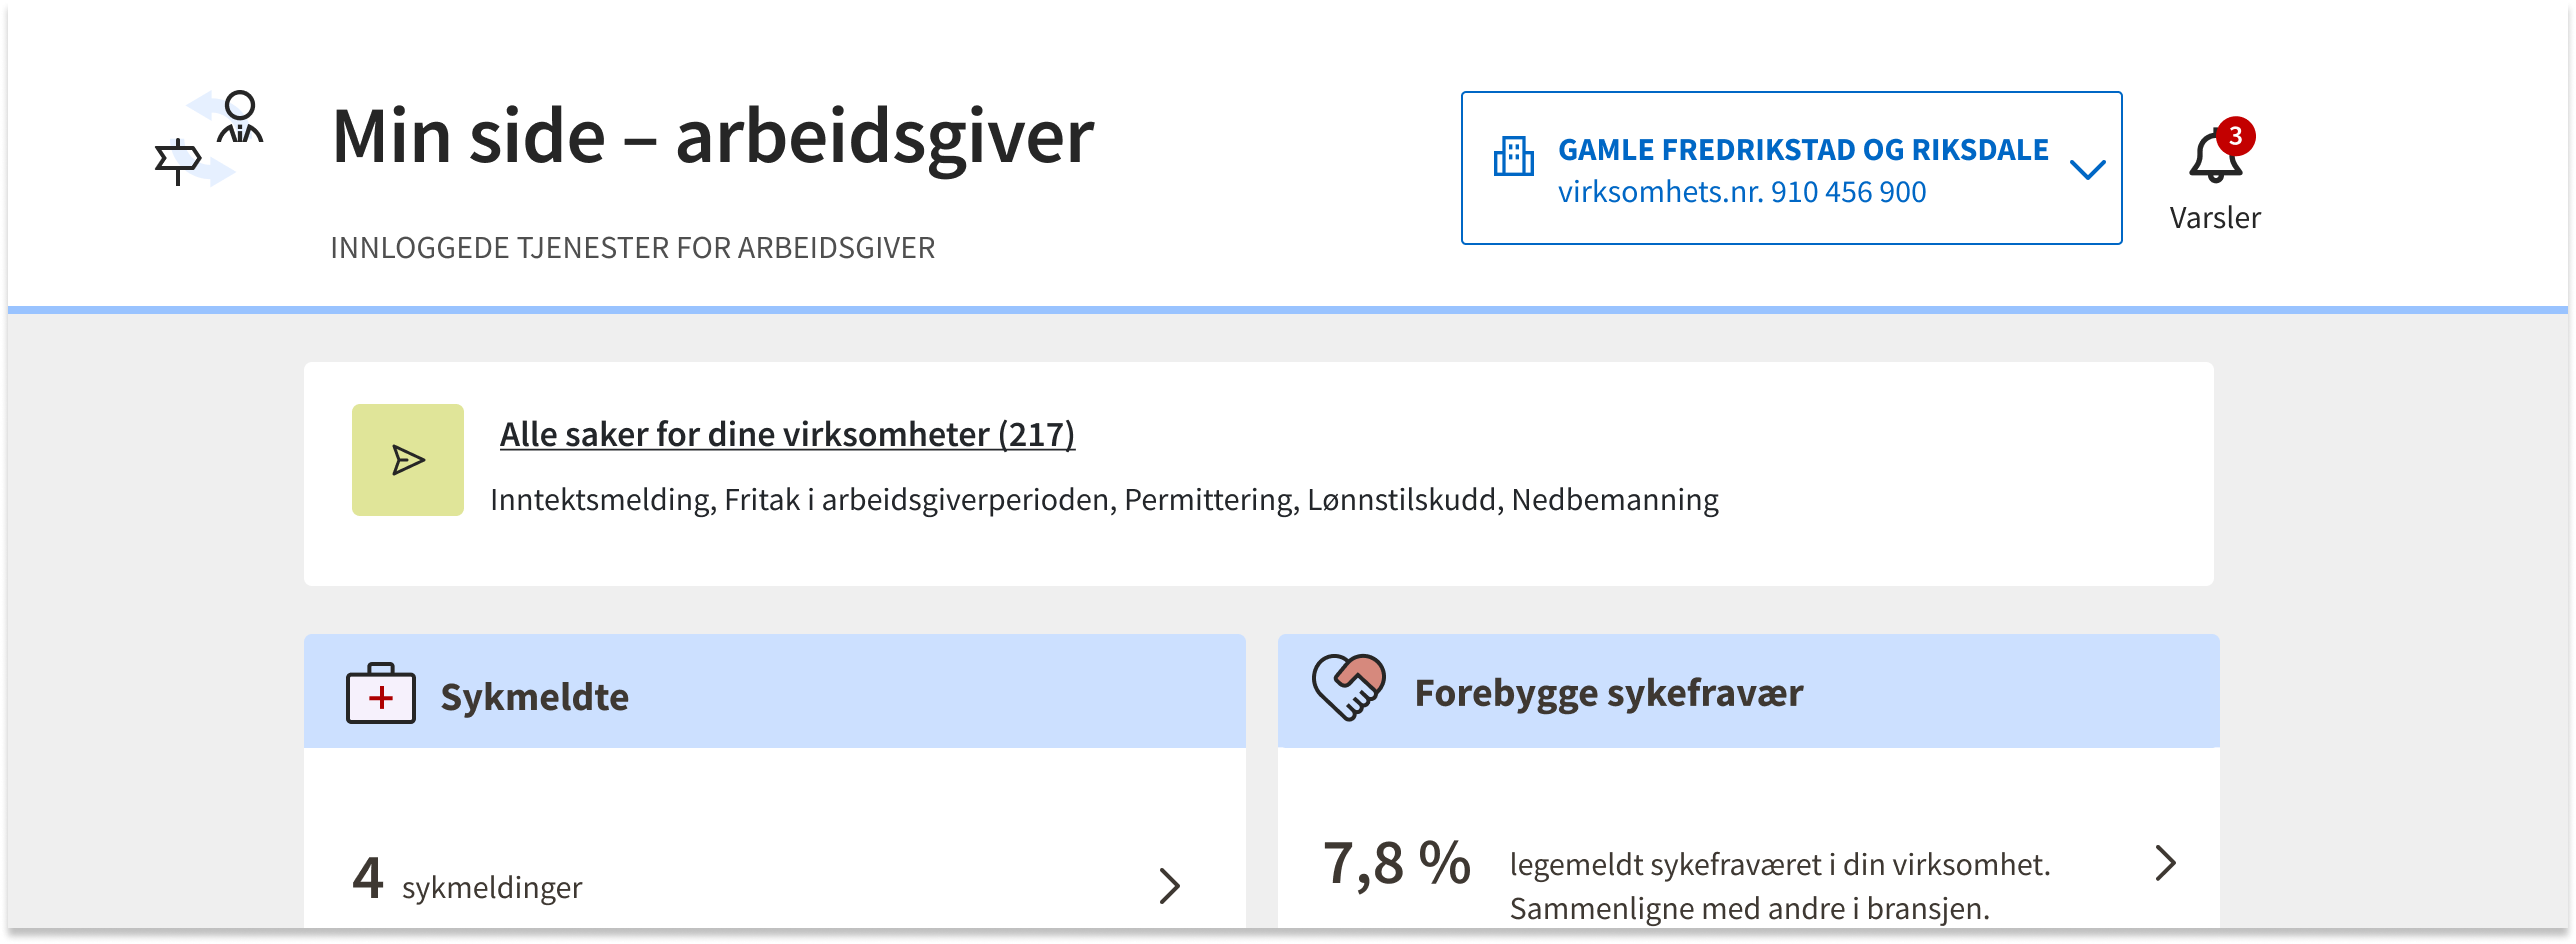 Min side – arbeidsgiver
INNLOGGEDE TJENESTER FOR ARBEIDSGIVER
GAMLE FREDRIKSTAD OG RIKSDALE
virksomhets.nr. 910 456 900
3
Varsler
Alle saker for dine virksomheter (217)
Inntektsmelding, Fritak i arbeidsgiverperioden, Permittering, Lønnstilskudd, Nedbemanning
Sykmeldte
4 sykmeldinger
Forebygge sykefravær
7,8 % legemeldt sykefraværet i din virksomhet.
Sammenligne med andre i bransjen.